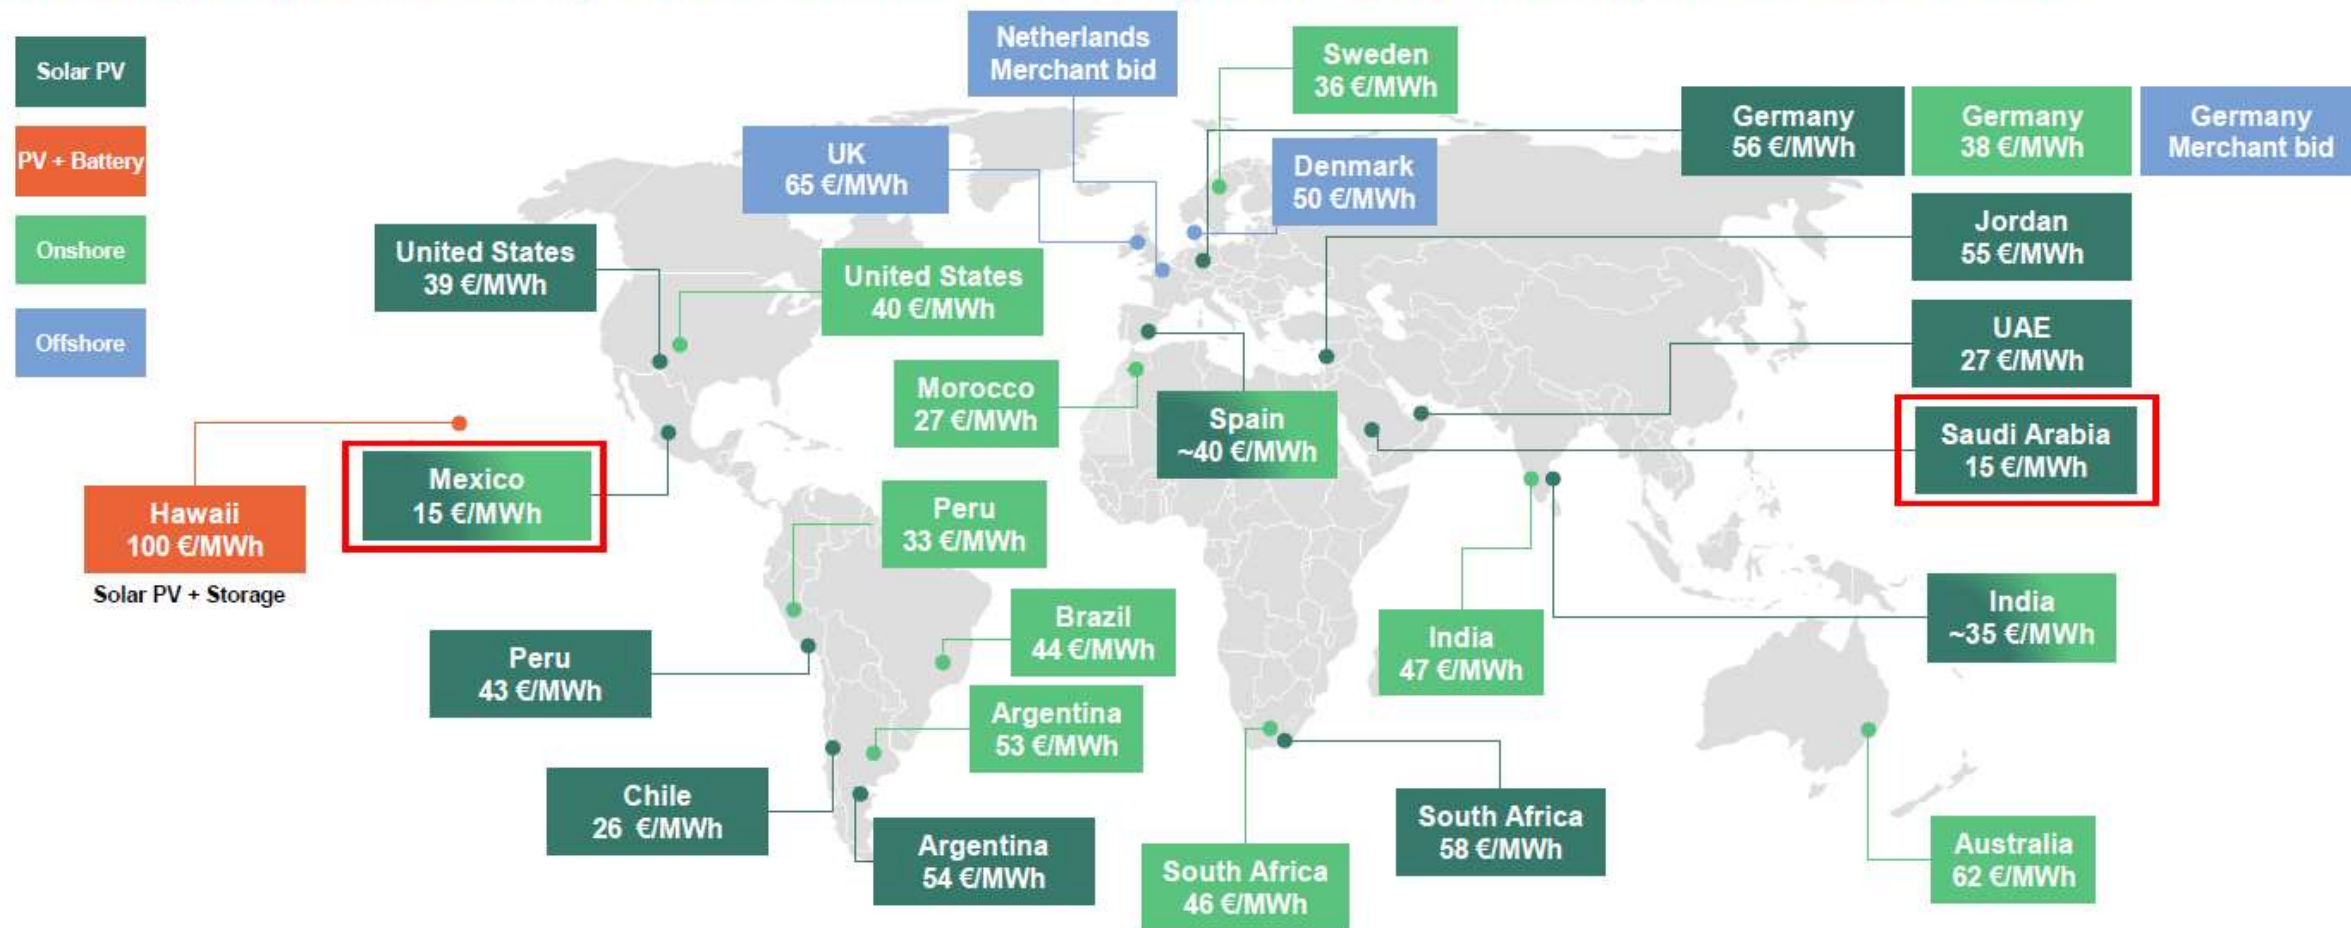 Solar PV
PV + Battery
Onshore
Offshore
Netherlands
Merchant bid
Sweden
36 €/MWh
Germany
56 €/MWh
Germany
38 €/MWh
Germany
Merchant bid
UK
65 €/MWh
Denmark
50 €/MWh
United States
39 €/MWh
United States
40 €/MWh
Jordan
55 €/MWh
UAE
27 €/MWh
Morocco
27 €/MWh
Spain
~40 €/MWh
Saudi Arabia
15 €/MWh
Mexico
15 €/MWh
Hawaii
100 €/MWh
Solar PV + Storage
Peru
33 €/MWh
Peru
43 €/MWh
Brazil
44 €/MWh
India
47 €/MWh
India
~35 €/MWh
Argentina
53 €/MWh
Chile
26 €/MWh
Argentina
54 €/MWh
South Africa
46 €/MWh
South Africa
58 €/MWh
Australia
62 €/MWh